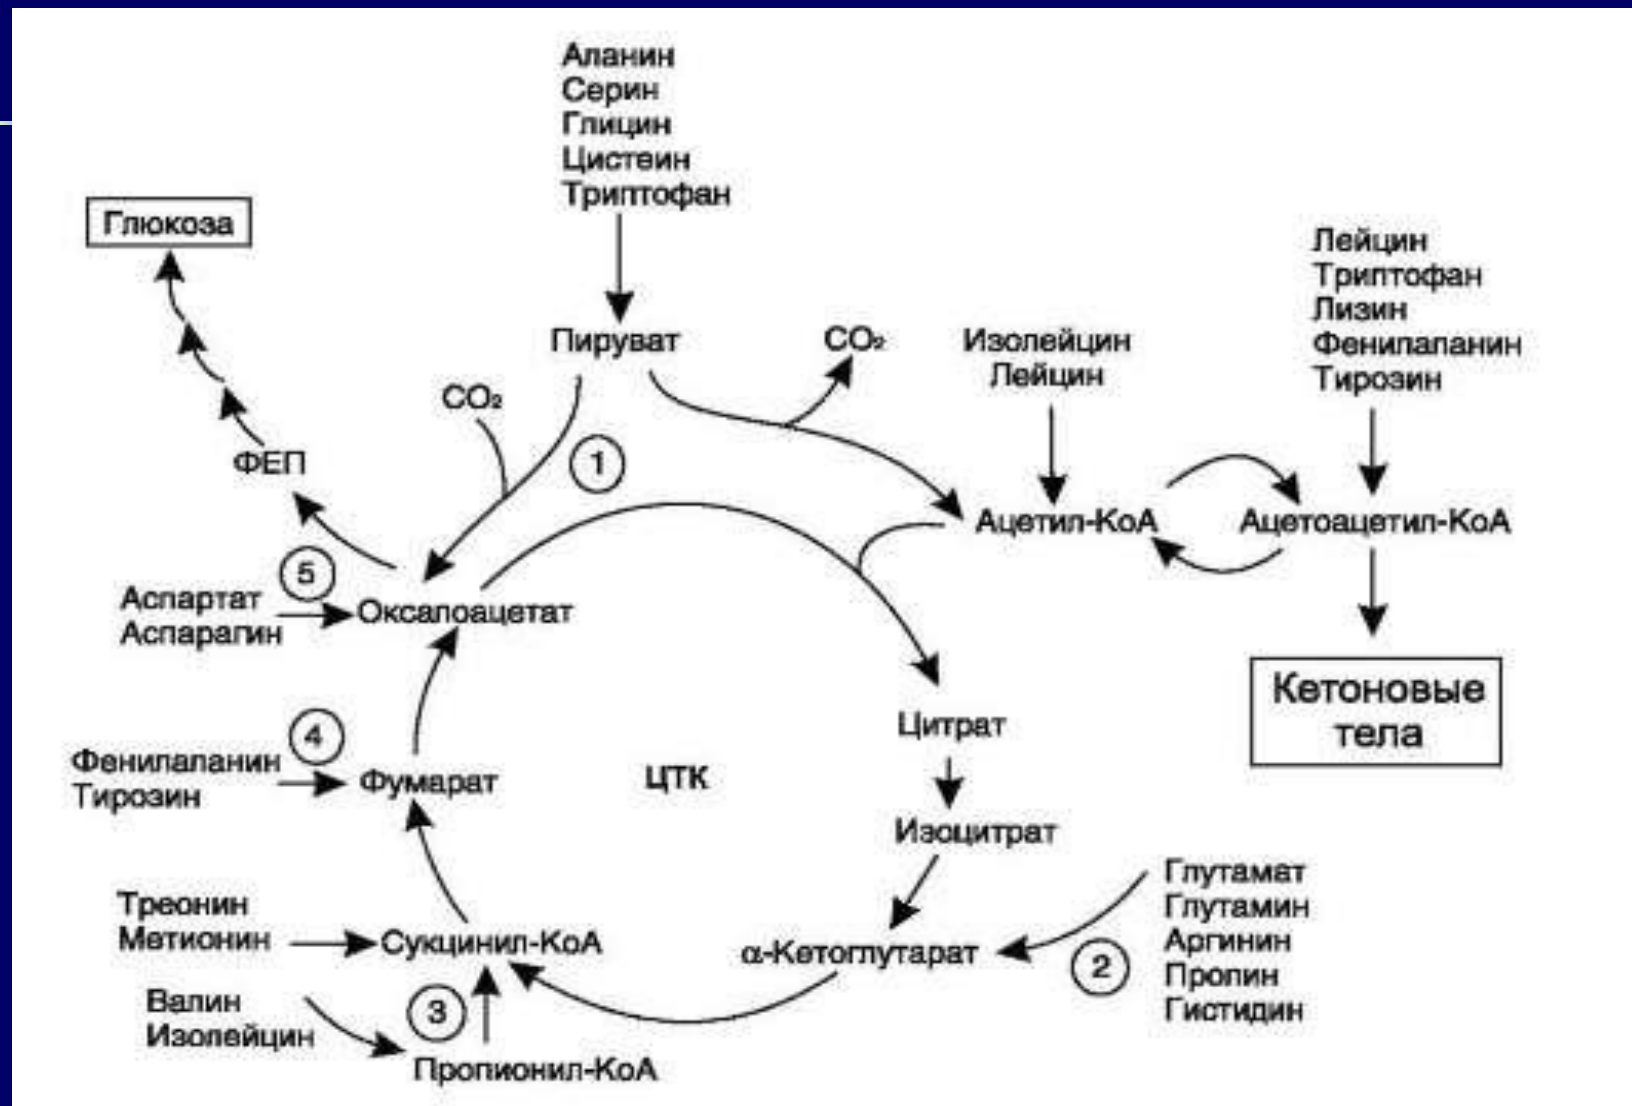 Аланин
Серин
Глицин
Цистеин
Триптофан
Глюкоза
Лейцин
Триптофан
Лизин
Фенилаланин
Тирозин
Пируват
CO₂
Изолейцин
Лейцин
CO₂
ФЕП
1
Ацетил-КоА
Ацетоацетил-КоА
5
Аспартат
Аспарагин
Оксалоацетат
Кетоновые
тела
Цитрат
4
Фенилаланин
Тирозин
Фумарат
ЦТК
Изоцитрат
Глутамат
Глутамин
Аргинин
Пролин
Гистидин
Треонин
Метионин
Сукцинил-КоА
α-Кетоглутарат
2
Валин
Изолейцин
3
Пропионил-КоА